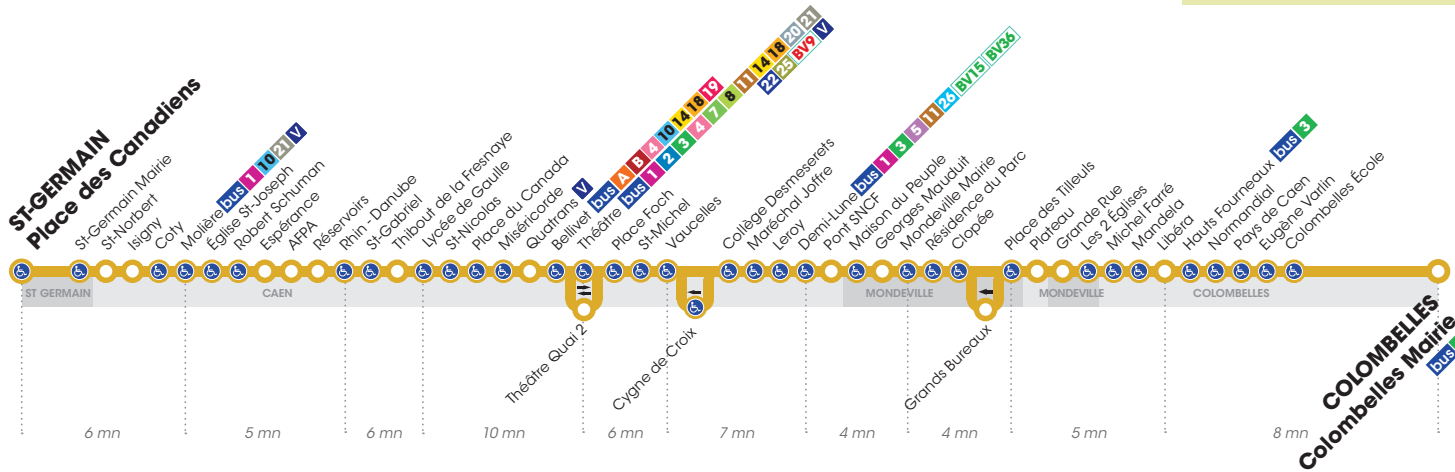 ST-GERMAIN
Place des Canadiens
St-Germain Mairie
St-Norbert
Isigny
Coty
Molière bus 1 10 21 V
Église St-Joseph
Robert Schuman
Espérance
AFPA
Réservoirs
Rhin - Danube
St-Gabriel
Thibout de la Fresnaye
Lycée de Gaulle
St-Nicolas
Place du Canada
Miséricorde
Quatrans V
Bellivet bus A B 4 10 14 18 19
Théâtre bus 1 2 3 4 7 8 11 14 18 20 21
22 25 BV9 V
Place Foch
St-Michel
Vaucelles
Collège Desmeserets
Maréchal Joffre
Leroy
Demi-Lune bus 1 3 5 11 26 BV15 BV36
Pont SNCF
Maison du Peuple
Georges Mauduit
Mondeville Mairie
Résidence du Parc
Clopée
Place des Tilleuls
Plateau
Grande Rue
Les 2 Églises
Michel Farré
Mandela
Libéra
Hauts Fourneaux bus 3
Normandial
Pays de Caen
Eugène Varlin
Colombelles École
ST GERMAIN
CAEN
MONDEVILLE
MONDEVILLE
COLOMBELLES
Théâtre Quai 2
Cygne de Croix
Grands Bureaux
COLOMBELLES
Colombelles Mairie
bus
6 mn
5 mn
6 mn
10 mn
6 mn
7 mn
4 mn
4 mn
5 mn
8 mn